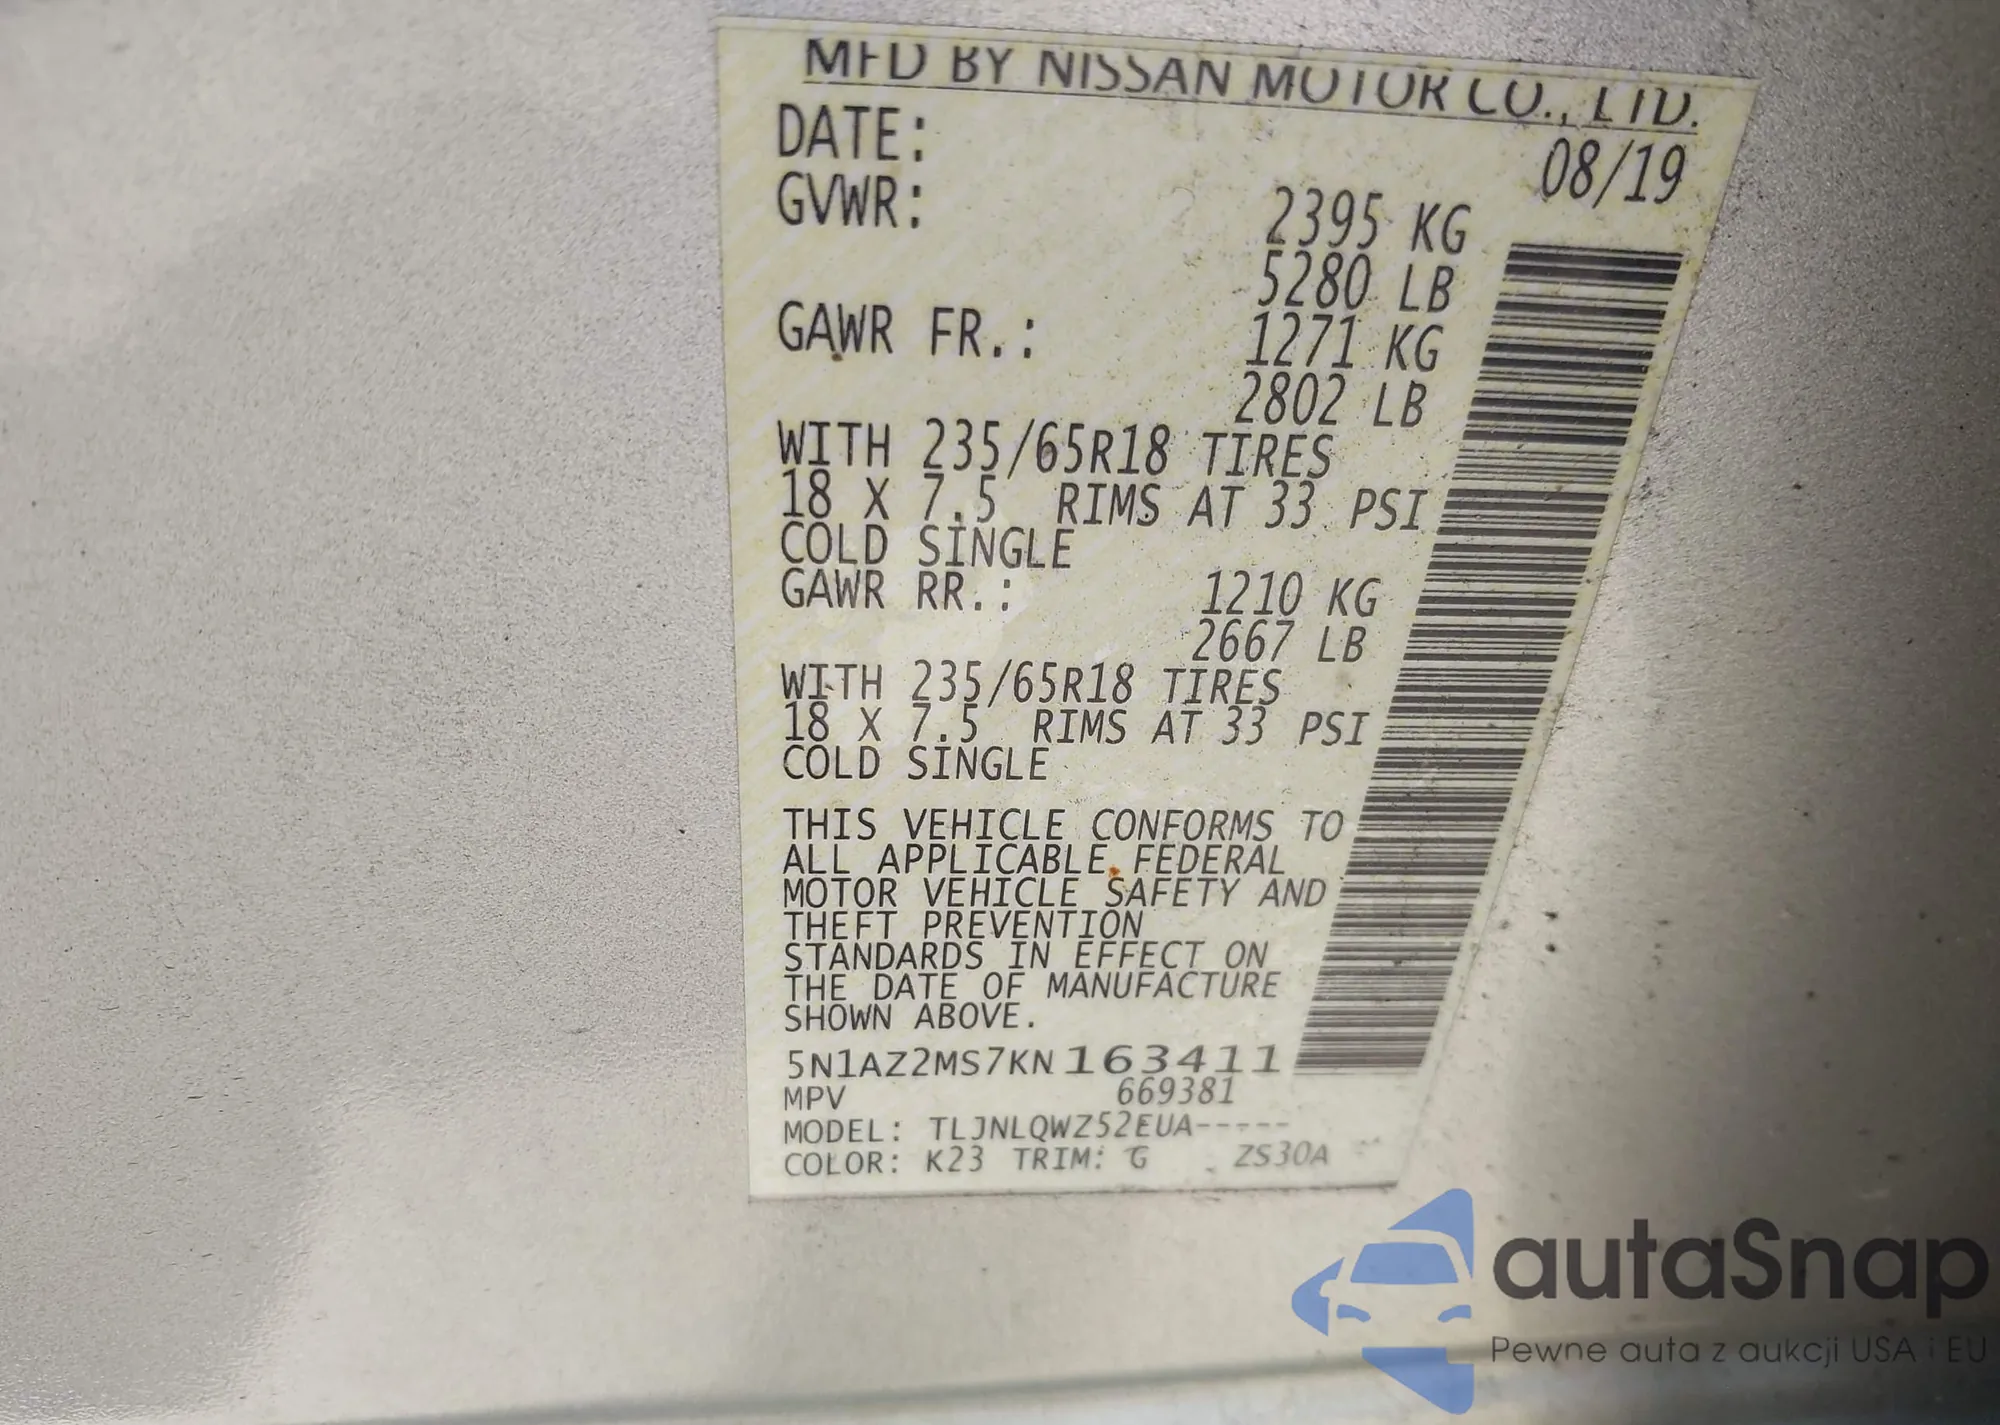 MFD BY NISSAN MOTOR CO., LTD.
DATE: 08/19
GVWR: 2395 KG
5280 LB
GAWR FR.: 1271 KG
2802 LB
WITH 235/65R18 TIRES
18 X 7.5 RIMS AT 33 PSI
COLD SINGLE
GAWR RR.: 1210 KG
2667 LB
WITH 235/65R18 TIRES
18 X 7.5 RIMS AT 33 PSI
COLD SINGLE
THIS VEHICLE CONFORMS TO
ALL APPLICABLE FEDERAL
MOTOR VEHICLE SAFETY AND
THEFT PREVENTION
STANDARDS IN EFFECT ON
THE DATE OF MANUFACTURE
SHOWN ABOVE.
5N1AZ2MS7KN163411
MPV 669381
MODEL: TLJNLQWZ52EUA-----
COLOR: K23 TRIM: G ZS30A
autaSnap
Pewne auta z aukcji USA i EU